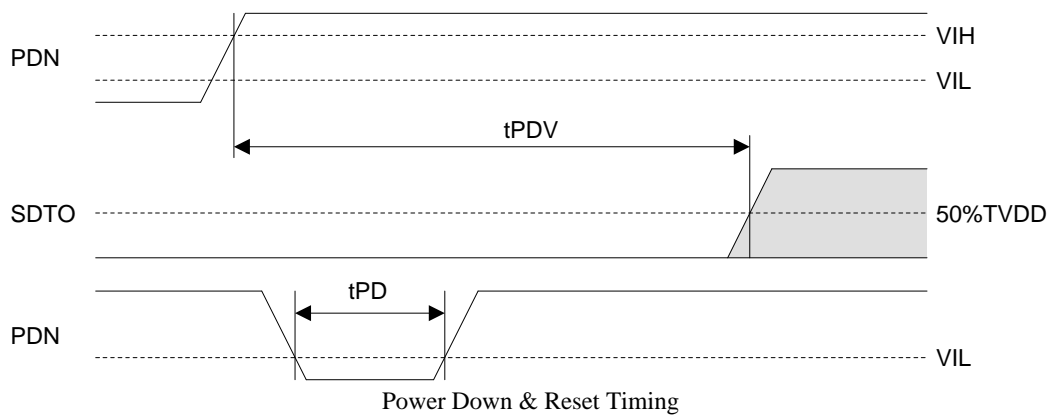 PDN
VIH
VIL
tPDV
SDTO
50%TVDD
tPD
PDN
VIL
Power Down & Reset Timing